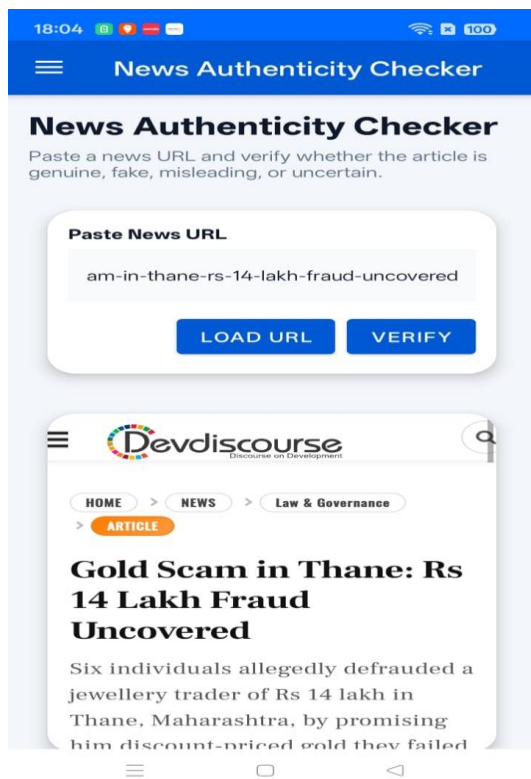 18:04
100
News Authenticity Checker
News Authenticity Checker
Paste a news URL and verify whether the article is
genuine, fake, misleading, or uncertain.
Paste News URL
am-in-thane-rs-14-lakh-fraud-uncovered
LOAD URL VERIFY
Devdiscourse
Discourse on Development
HOME > NEWS > Law & Governance
> ARTICLE
Gold Scam in Thane: Rs
14 Lakh Fraud
Uncovered
Six individuals allegedly defrauded a
jewellery trader of Rs 14 lakh in
Thane, Maharashtra, by promising
him discount-priced gold they failed